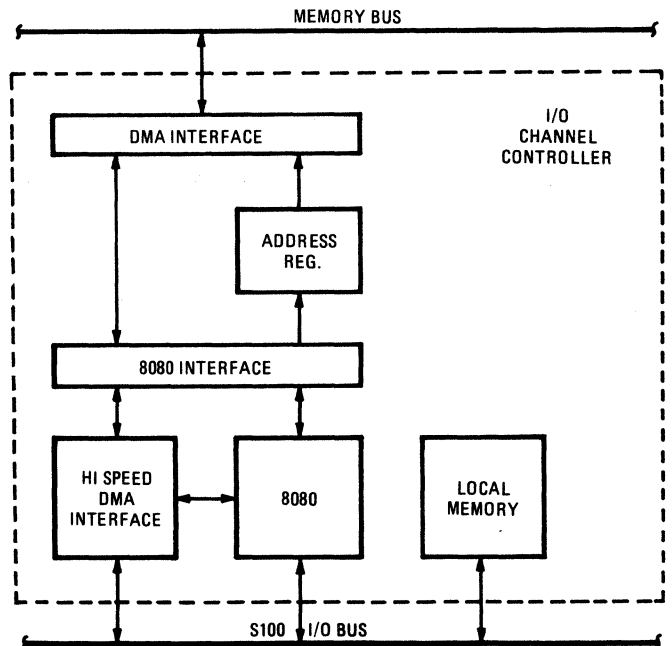 MEMORY BUS
DMA INTERFACE
I/O
CHANNEL
CONTROLLER
ADDRESS
REG.
8080 INTERFACE
HI SPEED
DMA
INTERFACE
8080
LOCAL
MEMORY
S100 I/O BUS